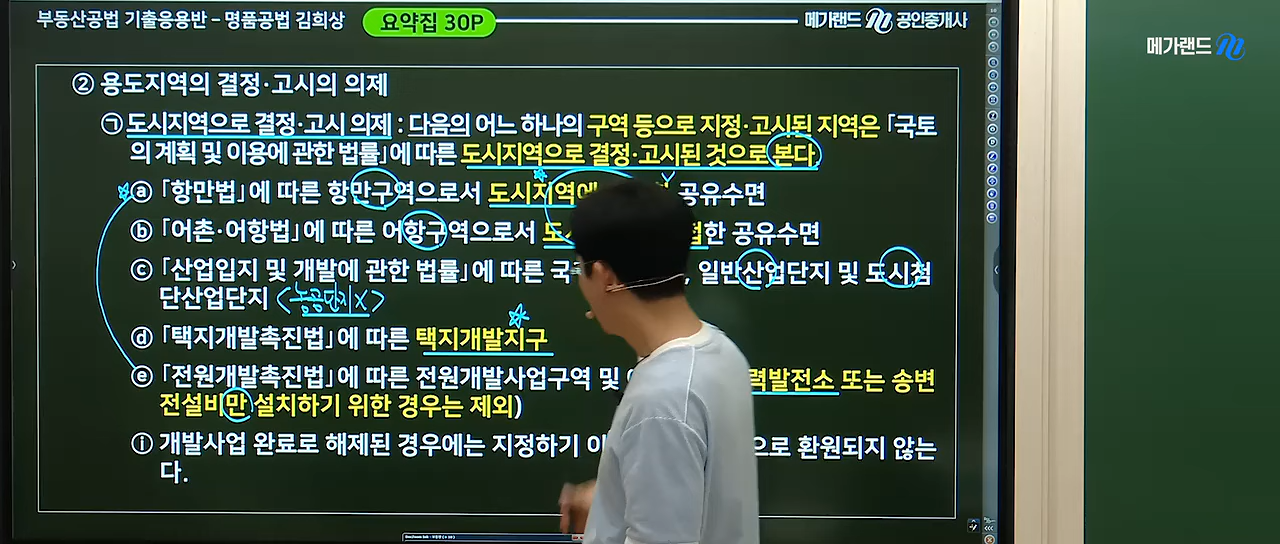 부동산공법 기출응용반 – 명품공법 김희상
요약집 30P
메가랜드 공인중개사
메가랜드
② 용도지역의 결정·고시의 의제
㉠ 도시지역으로 결정·고시 의제 : 다음의 어느 하나의 구역 등으로 지정·고시된 지역은 「국토
의 계획 및 이용에 관한 법률」에 따른 도시지역으로 결정·고시된 것으로 본다.
ⓐ 「항만법」에 따른 항만구역으로서 도시지역에 공유수면
ⓑ 「어촌·어항법」에 따른 어항구역으로서 한 공유수면
ⓒ 「산업입지 및 개발에 관한 법률」에 따른 , 일반산업단지 및 도시첨
단산업단지 <농공단지X>
ⓓ 「택지개발촉진법」에 따른 택지개발지구
ⓔ 「전원개발촉진법」에 따른 전원개발사업구역 및 력발전소 또는 송변
전설비만 설치하기 위한 경우는 제외)
ⓘ 개발사업 완료로 해제된 경우에는 지정하기 으로 환원되지 않는
다.